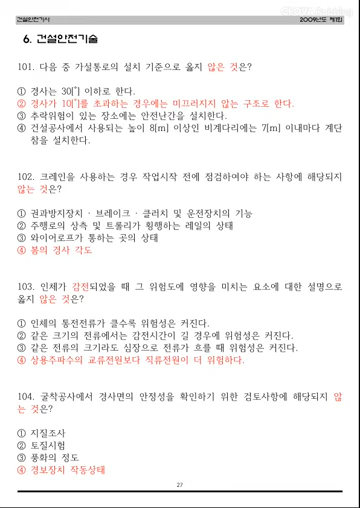 건설안전기사
2009년도 제1회
6. 건설안전기술
101. 다음 중 가설통로의 설치 기준으로 옳지 않은 것은?
① 경사는 30[°] 이하로 한다.
② 경사가 10[°]를 초과하는 경우에는 미끄러지지 않는 구조로 한다.
③ 추락위험이 있는 장소에는 안전난간을 설치한다.
④ 건설공사에서 사용되는 높이 8[m] 이상인 비계다리에는 7[m] 이내마다 계단
참을 설치한다.
102. 크레인을 사용하는 경우 작업시작 전에 점검하여야 하는 사항에 해당되지
않는 것은?
① 권과방지장치 · 브레이크 · 클러치 및 운전장치의 기능
② 주행로의 상측 및 트롤리가 횡행하는 레일의 상태
③ 와이어로프가 통하는 곳의 상태
④ 붐의 경사 각도
103. 인체가 감전되었을 때 그 위험도에 영향을 미치는 요소에 대한 설명으로
옳지 않은 것은?
① 인체의 통전전류가 클수록 위험성은 커진다.
② 같은 크기의 전류에서는 감전시간이 길 경우에 위험성은 커진다.
③ 같은 전류의 크기라도 심장으로 전류가 흐를 때 위험성은 커진다.
④ 상용주파수의 교류전원보다 직류전원이 더 위험하다.
104. 굴착공사에서 경사면의 안정성을 확인하기 위한 검토사항에 해당되지 않
는 것은?
① 지질조사
② 토질시험
③ 풍화의 정도
④ 경보장치 작동상태
27